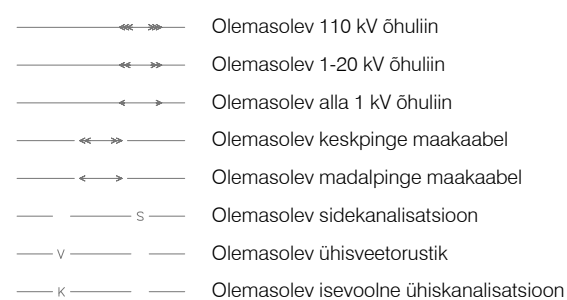 Olemasolev 110 kV õhuliin
Olemasolev 1-20 kV õhuliin
Olemasolev alla 1 kV õhuliin
Olemasolev keskpinge maakaabel
Olemasolev madalpinge maakaabel
S Olemasolev sidekanalisatsioon
V Olemasolev ühisveetorustik
K Olemasolev isevoolne ühiskanalisatsioon